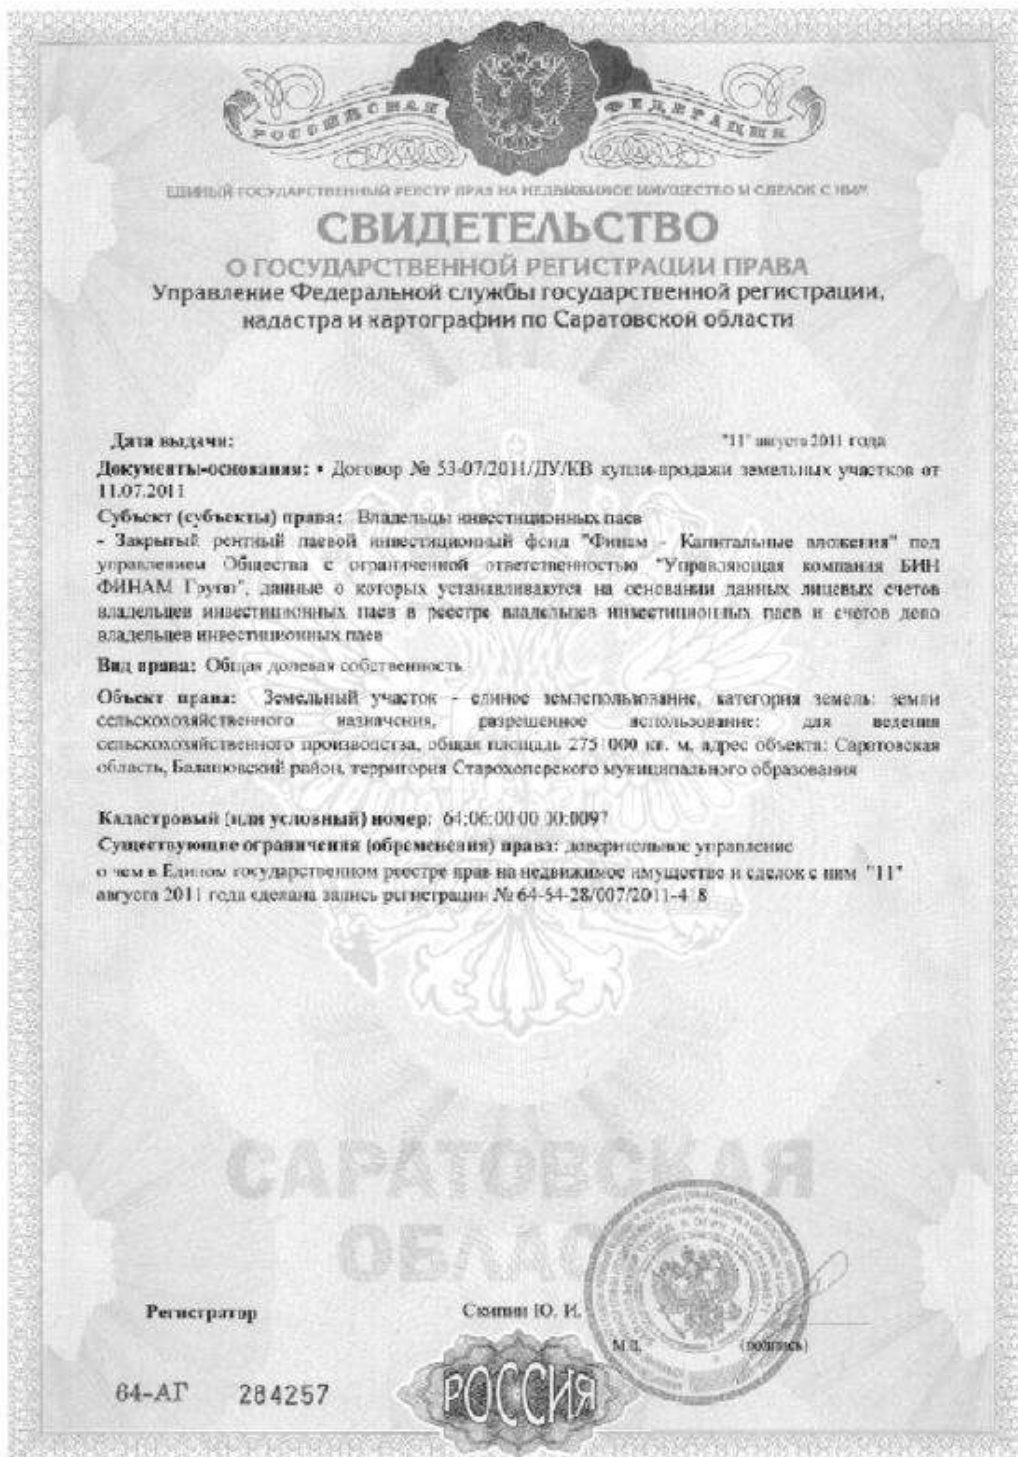 РОССИЙСКАЯ ФЕДЕРАЦИЯ
ЕДИНЫЙ ГОСУДАРСТВЕННЫЙ РЕЕСТР ПРАВ НА НЕДВИЖИМОЕ ИМУЩЕСТВО И СДЕЛОК С НИМ
СВИДЕТЕЛЬСТВО
О ГОСУДАРСТВЕННОЙ РЕГИСТРАЦИИ ПРАВА
Управление Федеральной службы государственной регистрации,
кадастра и картографии по Саратовской области
Дата выдачи: "11" августа 2011 года
Документы-основания: • Договор № 53-07/2011/ДУ/КВ купли-продажи земельных участков от
11.07.2011
Субъект (субъекты) права: Владельцы инвестиционных паев
- Закрытый рентный паевой инвестиционный фонд "Финам - Капитальные вложения" под
управлением Общества с ограниченной ответственностью "Управляющая компания БИН
ФИНАМ Групп", данные о которых устанавливаются на основании данных лицевых счетов
владельцев инвестиционных паев в реестре владельцев инвестиционных паев и счетов депо
владельцев инвестиционных паев
Вид права: Общая долевая собственность
Объект права: Земельный участок - единое землепользование, категория земель: земли
сельскохозяйственного назначения, разрешенное использование: для ведения
сельскохозяйственного производства, общая площадь 275 000 кв. м, адрес объекта: Саратовская
область, Балашовский район, территория Старохоперского муниципального образования
Кадастровый (или условный) номер: 64:06:00 00 00:0097
Существующие ограничения (обременения) права: доверительное управление
о чем в Едином государственном реестре прав на недвижимое имущество и сделок с ним "11"
августа 2011 года сделана запись регистрации № 64-54-28/007/2011-418
САРАТОВСКАЯ
Регистратор Скипин Ю. И.
М.П. (подпись)
64-АГ 284257
РОССИЯ